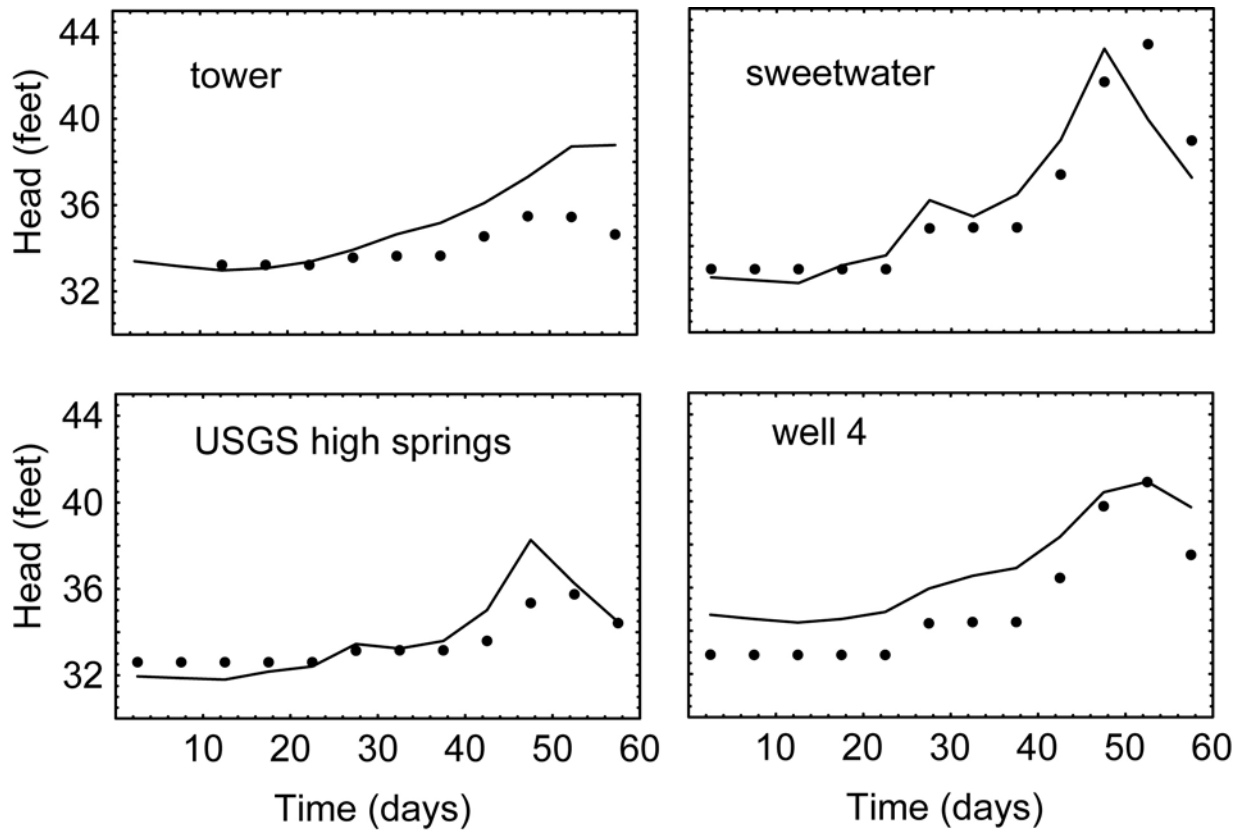 44
40
36
32
Head (feet)
tower
sweetwater
44
40
36
32
Head (feet)
USGS high springs
well 4
10 20 30 40 50 60
10 20 30 40 50 60
Time (days)
Time (days)